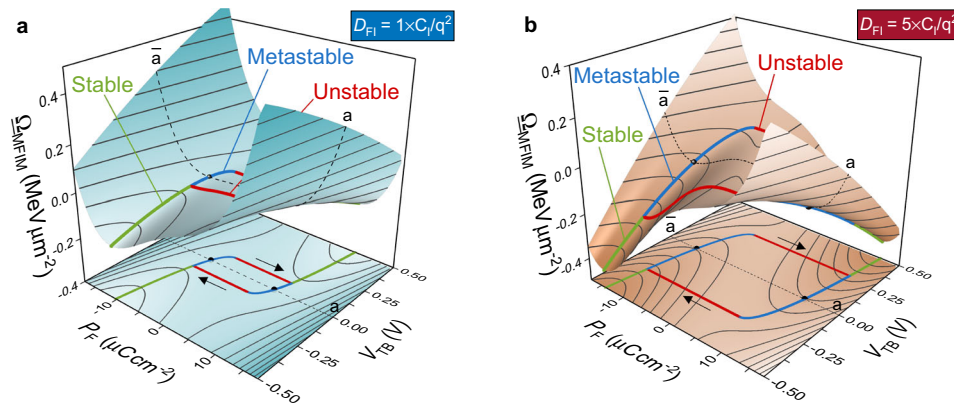 a
D_FI = 1×C_I/q²
ā
Stable
Metastable
Unstable
a
0.4
0.2
0.0
-0.2
-0.4
Ω_MFIM (MeV μm⁻²)
-10
0
10
P_F (μCcm⁻²)
a
0.50
0.25
0.00
-0.25
-0.50
V_TB (V)
b
D_FI = 5×C_I/q²
Metastable
ā
Unstable
Stable
a
0.4
0.2
0.0
-0.2
-0.4
Ω_MFIM (MeV μm⁻²)
ā
-10
0
10
P_F (μCcm⁻²)
a
0.50
0.25
0.00
-0.25
-0.50
V_TB (V)